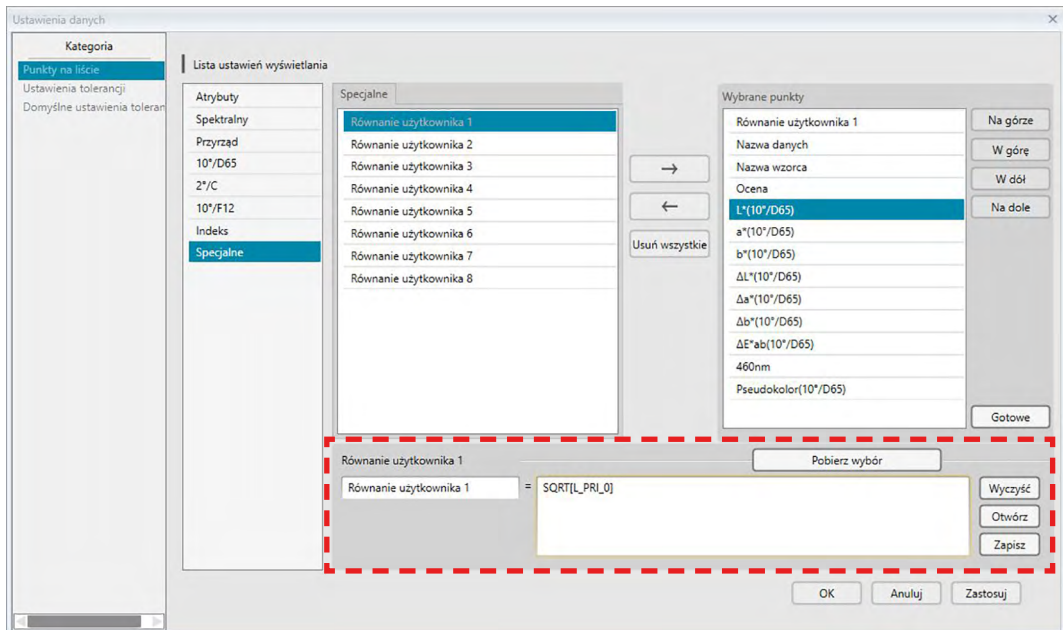 Ustawienia danych
Kategoria
Punkty na liście
Ustawienia tolerancji
Domyślne ustawienia toleran
Lista ustawień wyświetlania
Atrybuty
Spektralny
Przyrząd
10°/D65
2°/C
10°/F12
Indeks
Specjalne
Specjalne
Równanie użytkownika 1
Równanie użytkownika 2
Równanie użytkownika 3
Równanie użytkownika 4
Równanie użytkownika 5
Równanie użytkownika 6
Równanie użytkownika 7
Równanie użytkownika 8
→
←
Usuń wszystkie
Wybrane punkty
Równanie użytkownika 1
Nazwa danych
Nazwa wzorca
Ocena
L*(10°/D65)
a*(10°/D65)
b*(10°/D65)
ΔL*(10°/D65)
Δa*(10°/D65)
Δb*(10°/D65)
ΔE*ab(10°/D65)
460nm
Pseudokolor(10°/D65)
Na górze
W górę
W dół
Na dole
Gotowe
Równanie użytkownika 1
Pobierz wybór
Równanie użytkownika 1 = SQRT[L_PRI_0]
Wyczyść
Otwórz
Zapisz
OK Anuluj Zastosuj